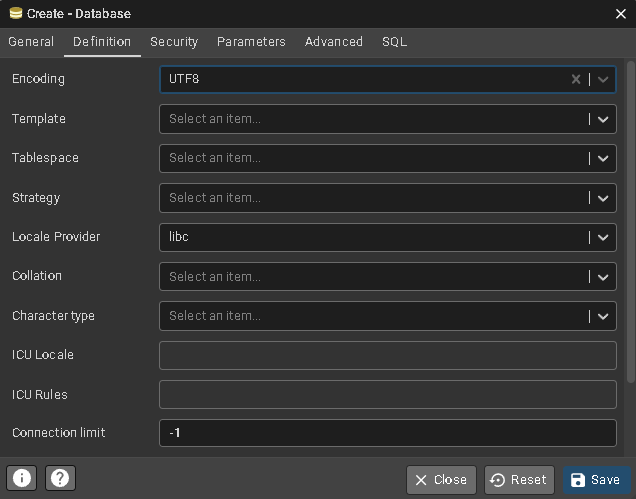 Create - Database
General Definition Security Parameters Advanced SQL
Encoding UTF8
Template Select an item...
Tablespace Select an item...
Strategy Select an item...
Locale Provider libc
Collation Select an item...
Character type Select an item...
ICU Locale
ICU Rules
Connection limit -1
Close Reset Save